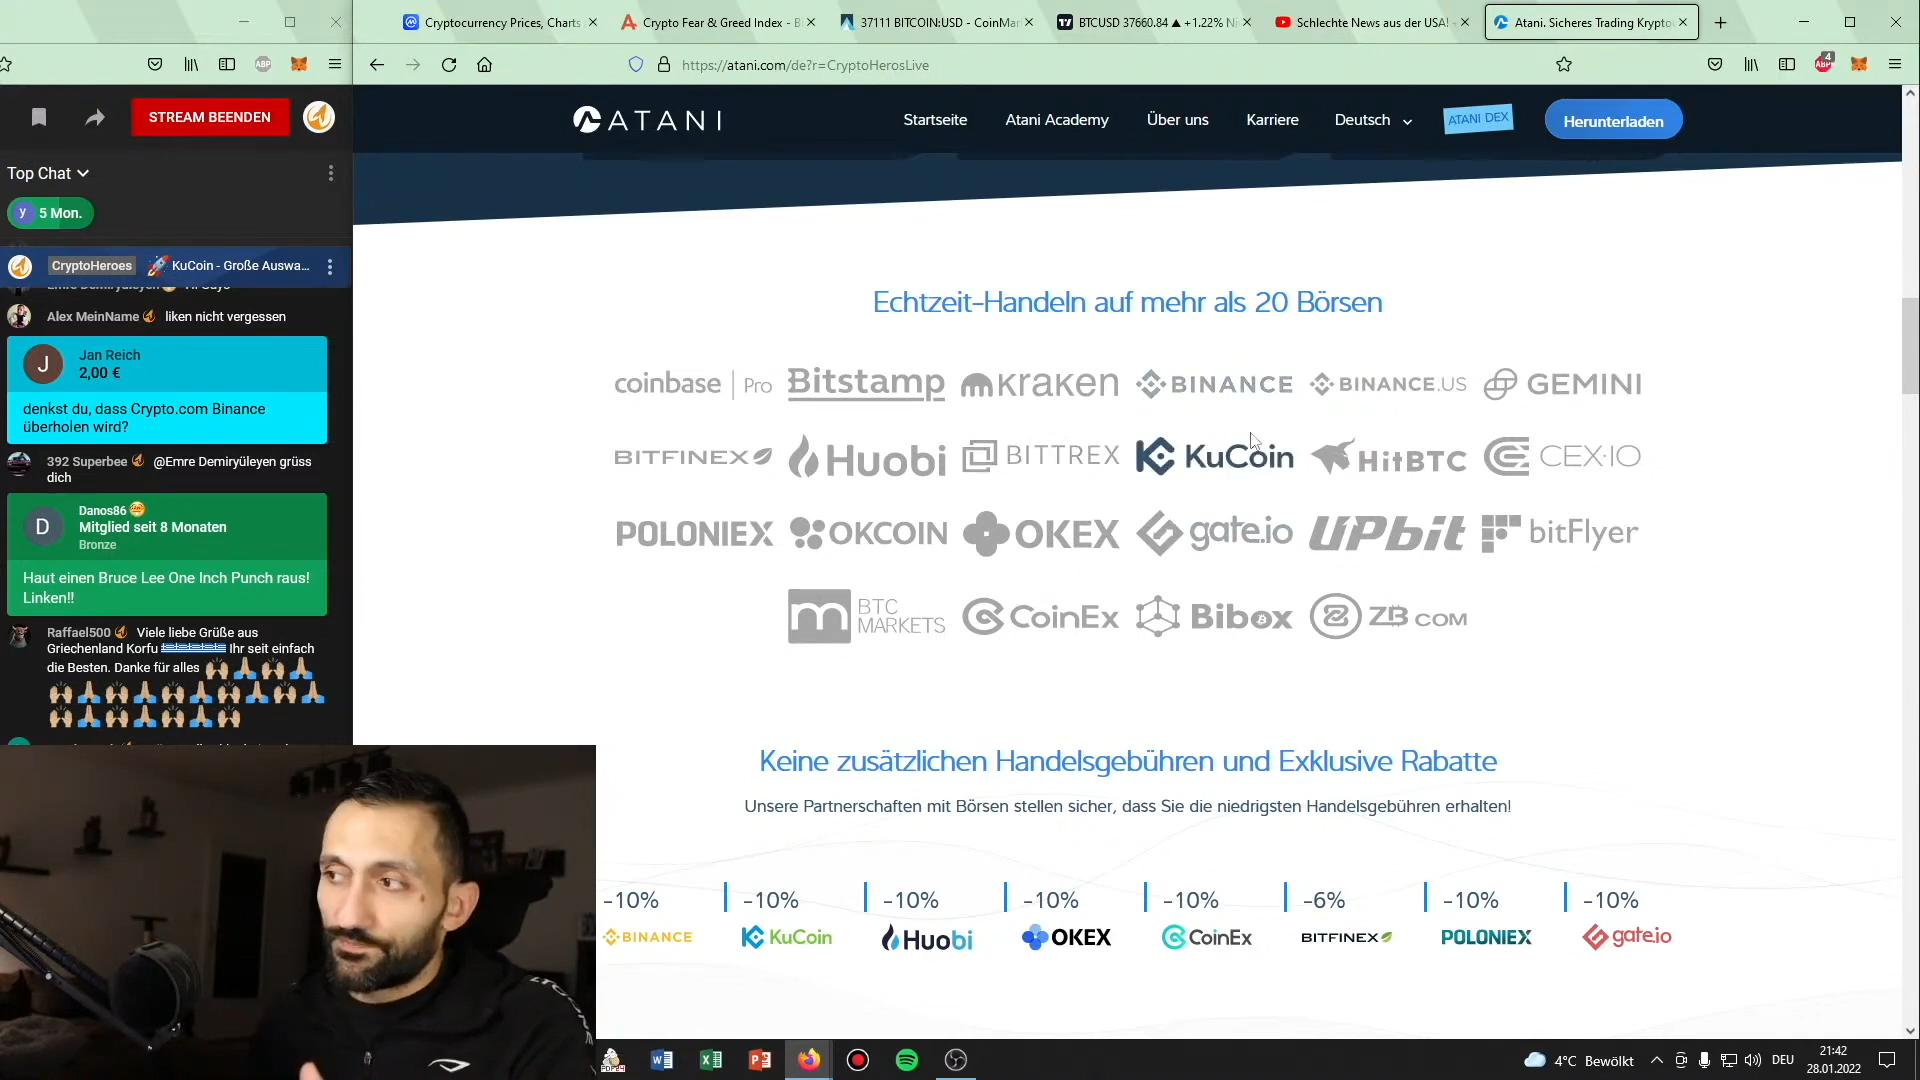 Cryptocurrency Prices, Charts
Crypto Fear & Greed Index - B
37111 BITCOIN:USD - CoinMar
BTCUSD 37660.84 ▲ +1.22% N
Schlechte News aus der USA!
Atani. Sicheres Trading Krypto
https://atani.com/de?r=CryptoHerosLive
ABP
ABP 4
STREAM BEENDEN
Top Chat
y 5 Mon.
CryptoHeroes KuCoin - Große Auswa...
Alex MeinName liken nicht vergessen
J
Jan Reich
2,00 €
denkst du, dass Crypto.com Binance
überholen wird?
392 Superbee @Emre Demiryüleyen grüss
dich
D
Danos86
Mitglied seit 8 Monaten
Bronze
Haut einen Bruce Lee One Inch Punch raus!
Linken!!
Raffael500 Viele liebe Grüße aus
Griechenland Korfu Ihr seit einfach
die Besten. Danke für alles
ATANI
Startseite
Atani Academy
Über uns
Karriere
Deutsch
ATANI DEX
Herunterladen
Echtzeit-Handeln auf mehr als 20 Börsen
coinbase | Pro Bitstamp kraken BINANCE BINANCE.US GEMINI
BITFINEX Huobi BITTREX KuCoin HitBTC CEX.IO
POLONIEX OKCOIN OKEX gate.io UPbit bitFlyer
m BTC MARKETS CoinEx Bibox ZB.COM
Keine zusätzlichen Handelsgebühren und Exklusive Rabatte
Unsere Partnerschaften mit Börsen stellen sicher, dass Sie die niedrigsten Handelsgebühren erhalten!
-10% -10% -10% -10% -10% -6% -10% -10%
BINANCE KuCoin Huobi OKEX CoinEx BITFINEX POLONIEX gate.io
4°C Bewölkt
DEU
21:42
28.01.2022